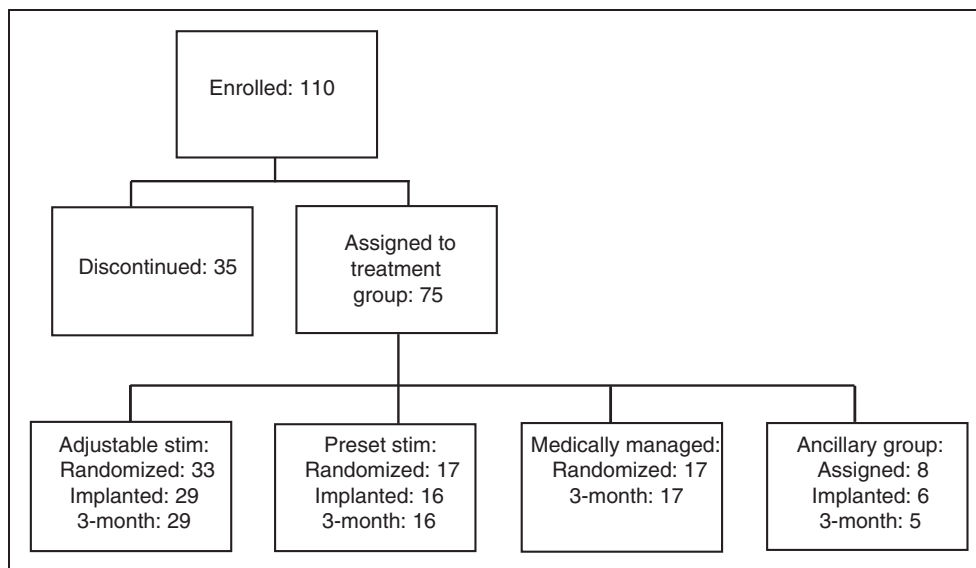 Enrolled: 110
Discontinued: 35
Assigned to
treatment
group: 75
Adjustable stim:
Randomized: 33
Implanted: 29
3-month: 29
Preset stim:
Randomized: 17
Implanted: 16
3-month: 16
Medically managed:
Randomized: 17
3-month: 17
Ancillary group:
Assigned: 8
Implanted: 6
3-month: 5